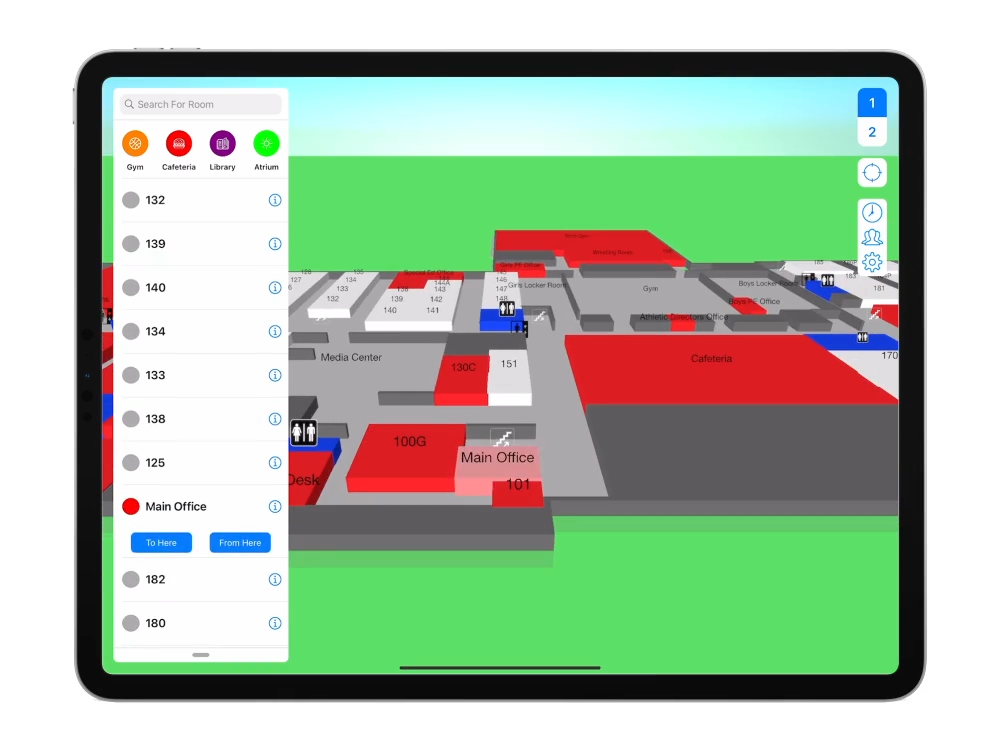 Search For Room
Gym
Cafeteria
Library
Atrium
132
139
140
134
133
138
125
Main Office
To Here
From Here
182
180
1
2
Wrestling Room
Girls PE Office
Girls Locker Room
Gym
Boys Locker Room
Boys PE Office
Athletic Directors Office
Special Ed Office
128
127
135
134
133
132
138
139
140
144A
143
142
141
145
146
147
148
185
183
181
170
Media Center
130C
151
Cafeteria
100G
Main Office
101
Desk